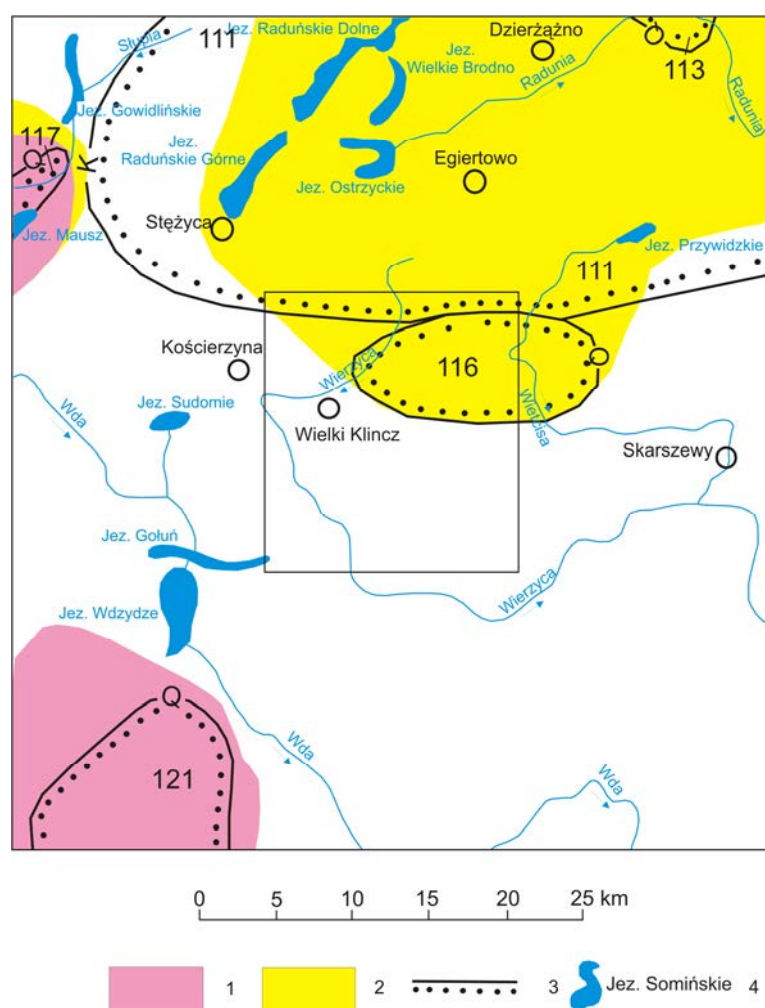 Jez. Raduńskie Dolne
Słupia
111
Dzierżążno
Jez.
Wielkie Brodno
113
Radunia
Radunia
Jez. Gowidlińskie
117
Q
K
Jez.
Raduńskie Górne
Egiertowo
Jez. Ostrzyckie
Jez. Mausz
Stężyca
Jez. Przywidzkie
111
Kościerzyna
116
Wierzyca
Wda
Jez. Sudomie
Wielki Klincz
Wietcisa
Skarszewy
Jez. Gołuń
Jez. Wdzydze
Wierzyca
Q
121
Wda
Wda
0 5 10 15 20 25 km
1 2 3 Jez. Somińskie 4